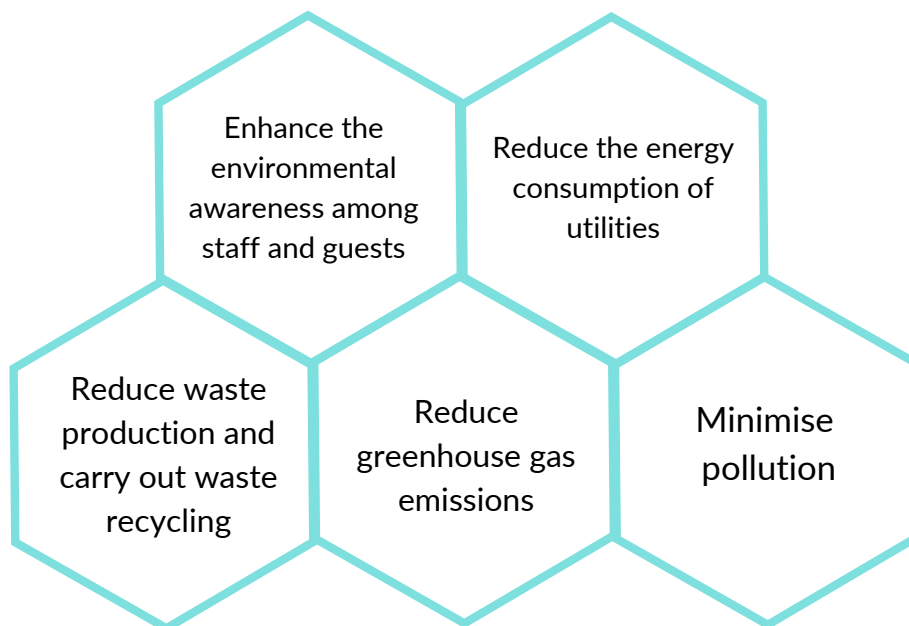 Enhance the
environmental
awareness among
staff and guests
Reduce the energy
consumption of
utilities
Reduce waste
production and
carry out waste
recycling
Reduce
greenhouse gas
emissions
Minimise
pollution